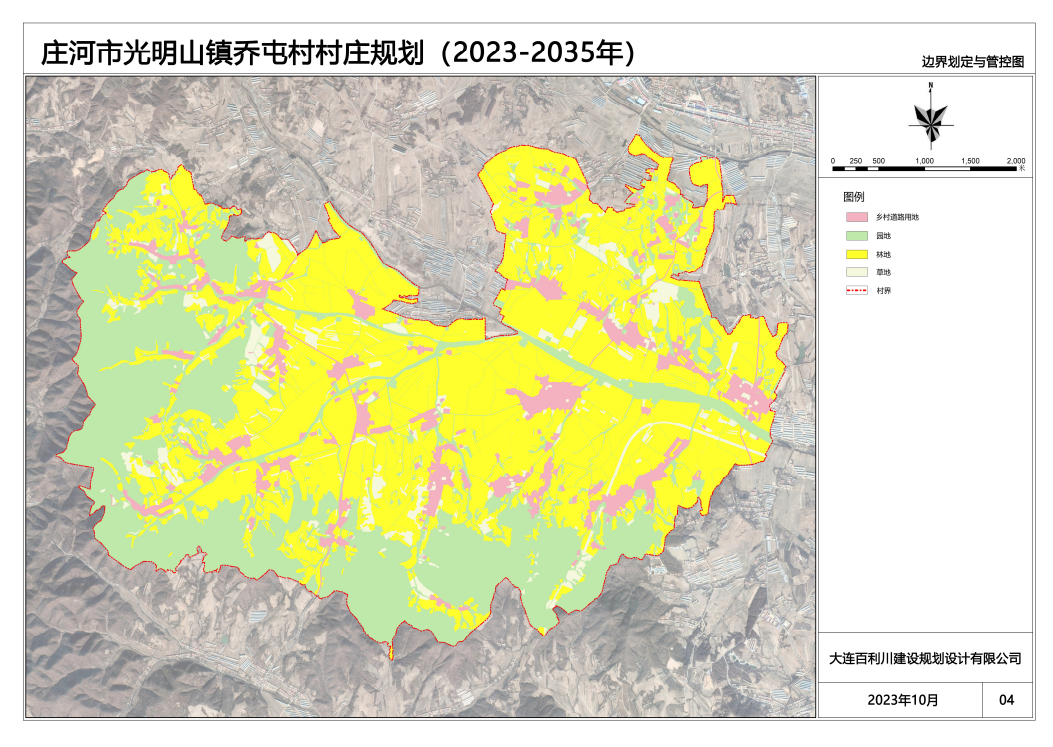 庄河市光明山镇乔屯村村庄规划（2023-2035年）
边界划定与管控图
N
0 250 500 1,000 1,500 2,000
米
图例
乡村道路用地
园地
林地
草地
村界
大连百利川建设规划设计有限公司
2023年10月 04